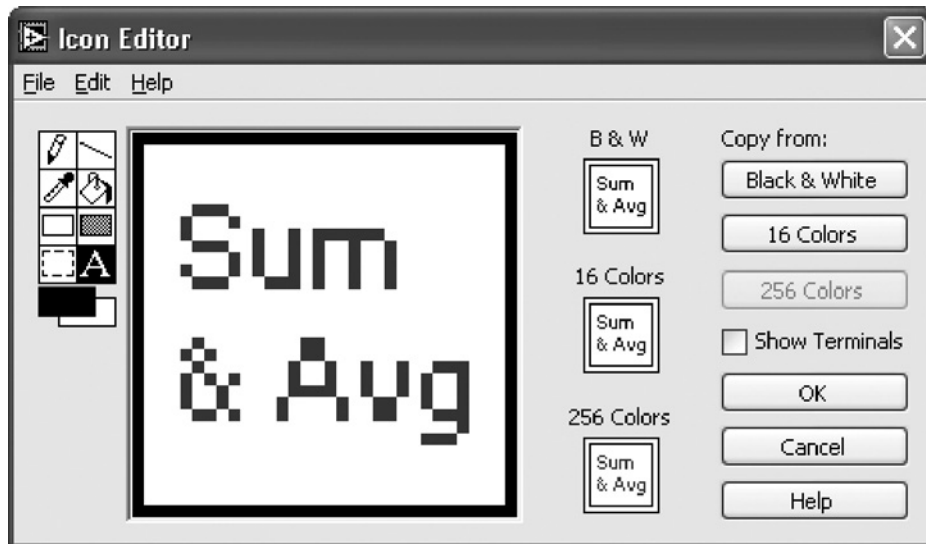 Icon Editor
File Edit Help
A
Sum
& Avg
B & W
Sum
& Avg
16 Colors
Sum
& Avg
256 Colors
Sum
& Avg
Copy from:
Black & White
16 Colors
256 Colors
Show Terminals
OK
Cancel
Help